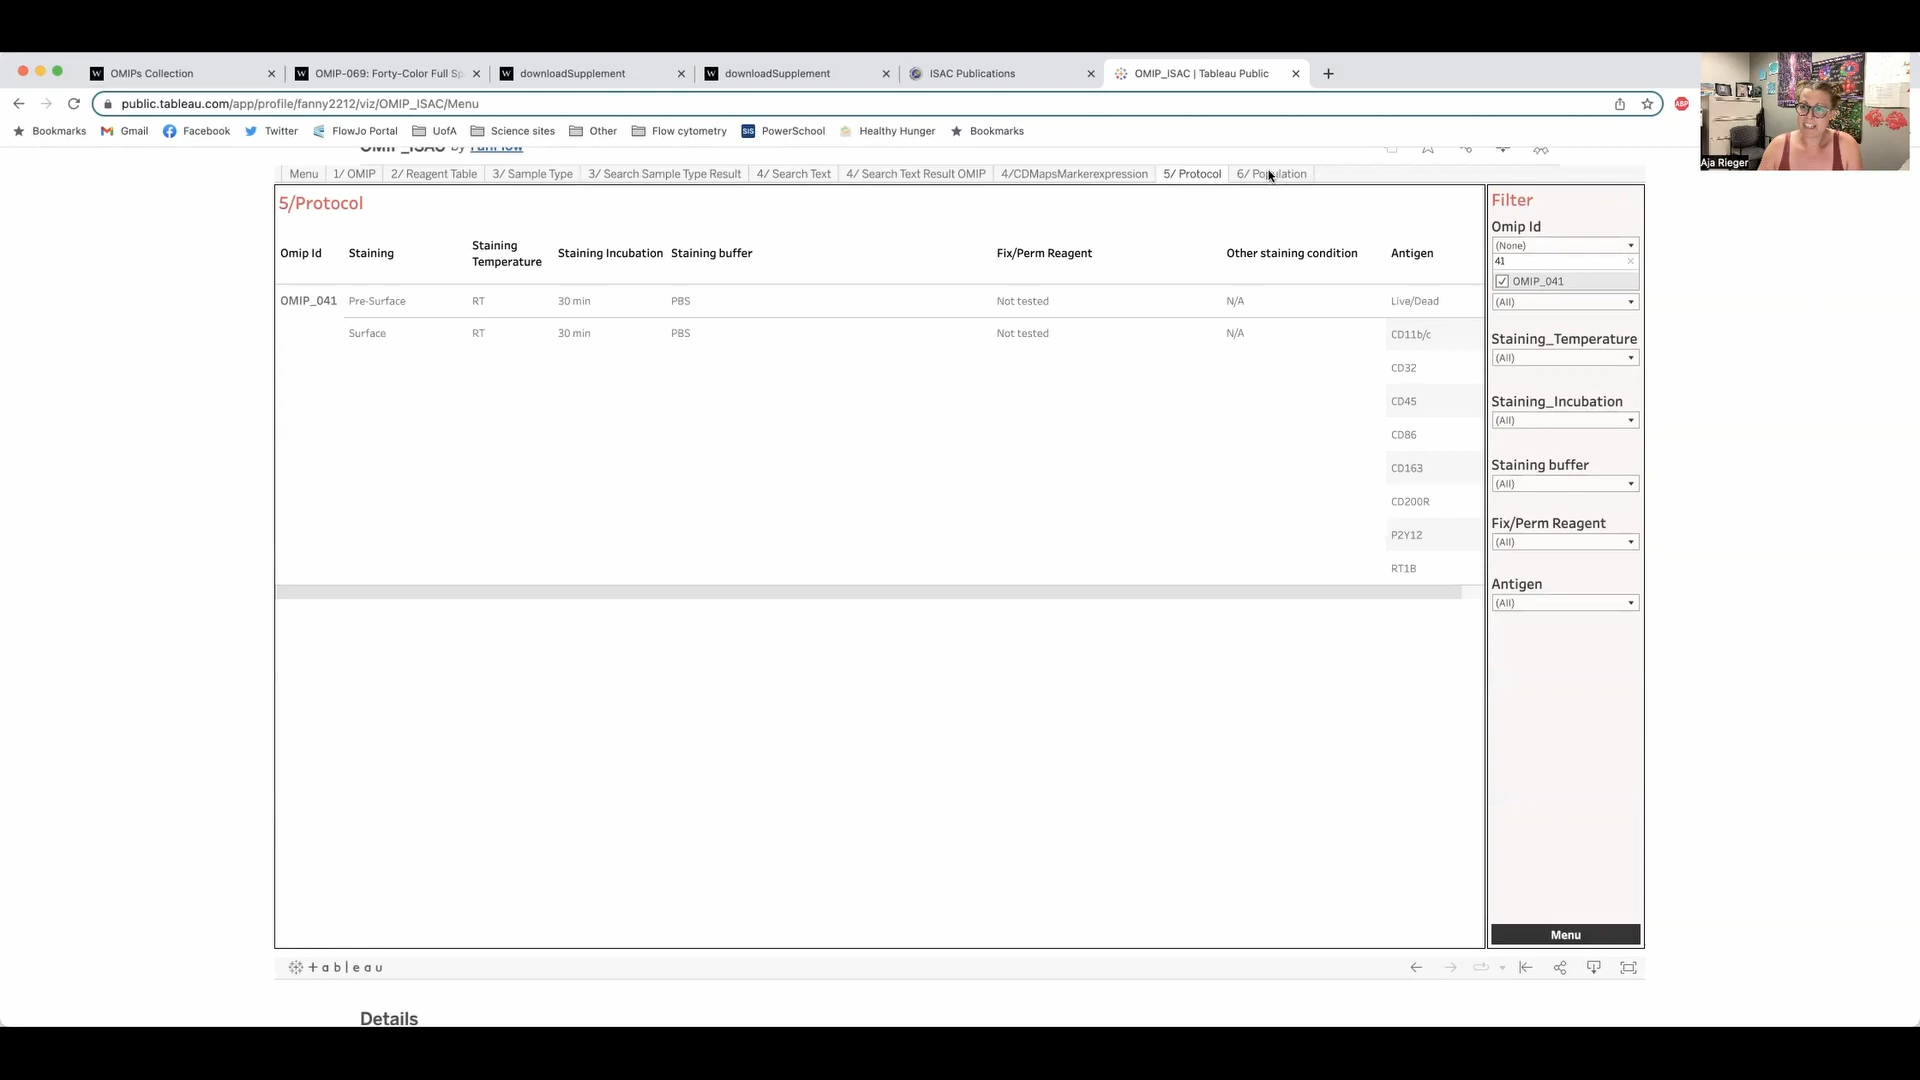 OMIPs Collection
OMIP-069: Forty-Color Full Sp
downloadSupplement
downloadSupplement
ISAC Publications
OMIP_ISAC | Tableau Public
public.tableau.com/app/profile/fanny2212/viz/OMIP_ISAC/Menu
ABP
Bookmarks
Gmail
Facebook
Twitter
FlowJo Portal
UofA
Science sites
Other
Flow cytometry
SIS PowerSchool
Healthy Hunger
Bookmarks
Aja Rieger
OMIP_ISAC by FunFlow
Menu
1/ OMIP
2/ Reagent Table
3/ Sample Type
3/ Search Sample Type Result
4/ Search Text
4/ Search Text Result OMIP
4/CDMapsMarkerexpression
5/ Protocol
6/ Population
5/Protocol
Omip Id
Staining
Staining Temperature
Staining Incubation
Staining buffer
Fix/Perm Reagent
Other staining condition
Antigen
OMIP_041 Pre-Surface RT 30 min PBS Not tested N/A Live/Dead
Surface RT 30 min PBS Not tested N/A CD11b/c
CD32
CD45
CD86
CD163
CD200R
P2Y12
RT1B
Filter
Omip Id
(None)
41
OMIP_041
(All)
Staining_Temperature
(All)
Staining_Incubation
(All)
Staining buffer
(All)
Fix/Perm Reagent
(All)
Antigen
(All)
Menu
+ a b | e a u
Details